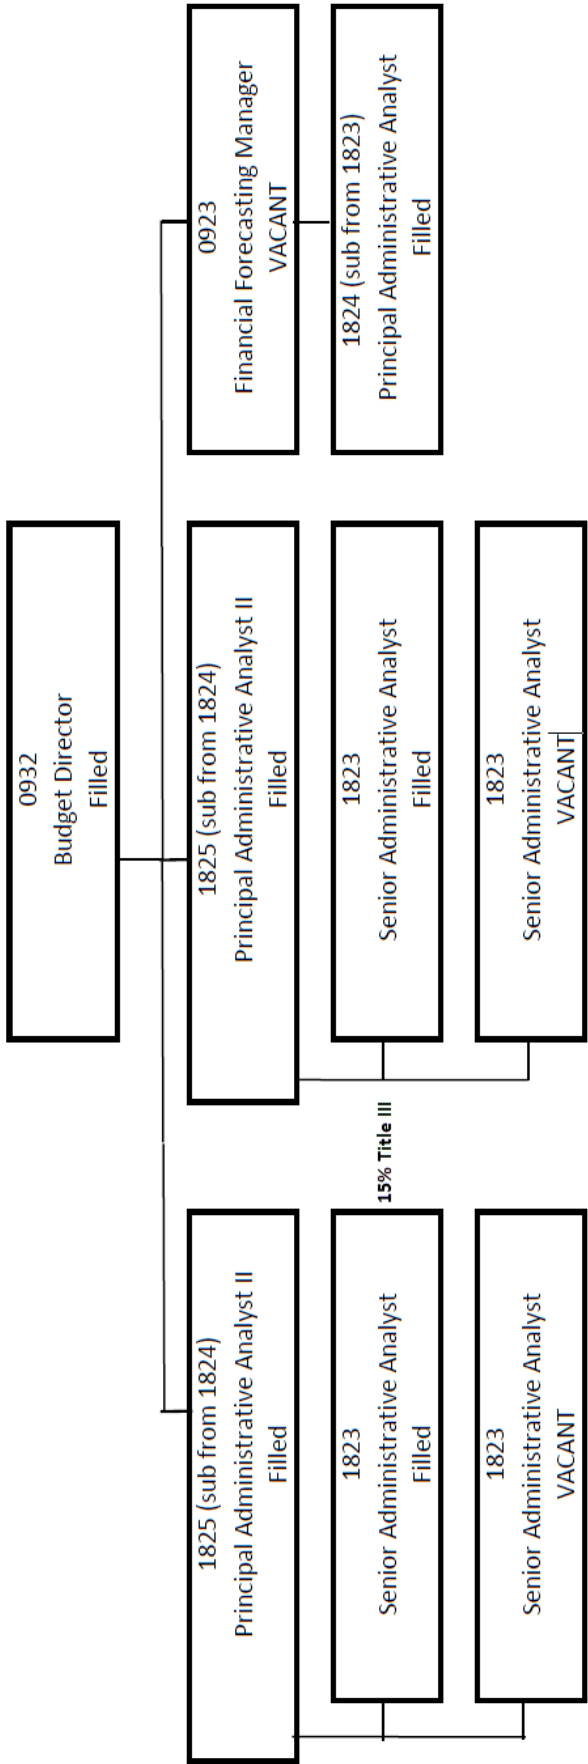 0932
Budget Director
Filled
1825 (sub from 1824)
Principal Administrative Analyst II
Filled
1823
Senior Administrative Analyst
Filled
1823
Senior Administrative Analyst
VACANT
15% Title III
1825 (sub from 1824)
Principal Administrative Analyst II
Filled
1823
Senior Administrative Analyst
Filled
1823
Senior Administrative Analyst
VACANT
0923
Financial Forecasting Manager
VACANT
1824 (sub from 1823)
Principal Administrative Analyst
Filled